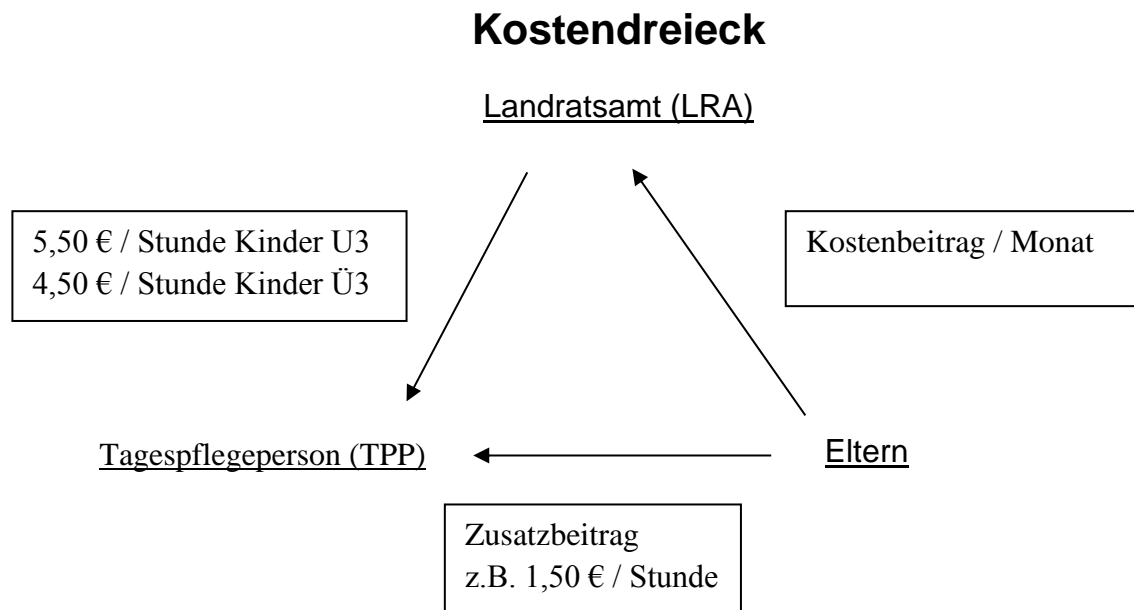 Kostendreieck
Landratsamt (LRA)
5,50 € / Stunde Kinder U3
4,50 € / Stunde Kinder Ü3
Kostenbeitrag / Monat
Tagespflegeperson (TPP)
Eltern
Zusatzbeitrag
z.B. 1,50 € / Stunde